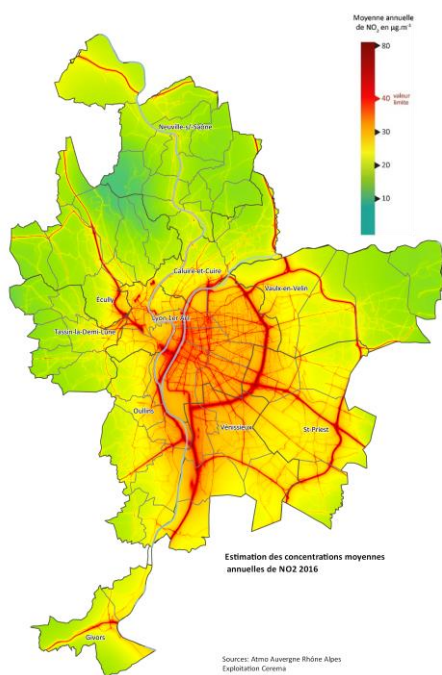 Moyenne annuelle
de NO₂ en µg.m⁻³
80
40 valeur
limite
30
20
10
Neuville-s/-Saône
Caluire-et-Cuire
Vaulx-en-Velin
Ecully
Lyon 1er Arr.
Tassin-la-Demi-Lune
Oullins
Vénissieux
St-Priest
Estimation des concentrations moyennes
annuelles de NO2 2016
Givors
Sources: Atmo Auvergne Rhône Alpes
Exploitation Cerema